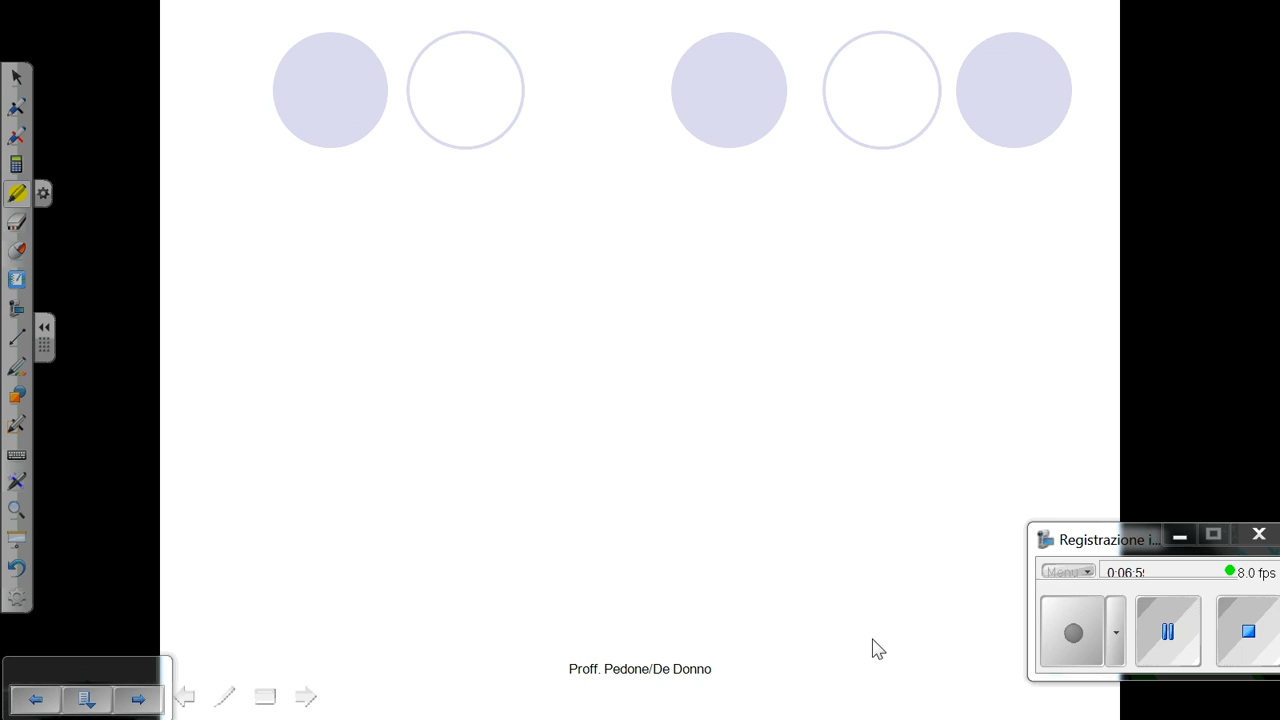 Registrazione i...
Menu
0:06:5
8.0 fps
Proff. Pedone/De Donno